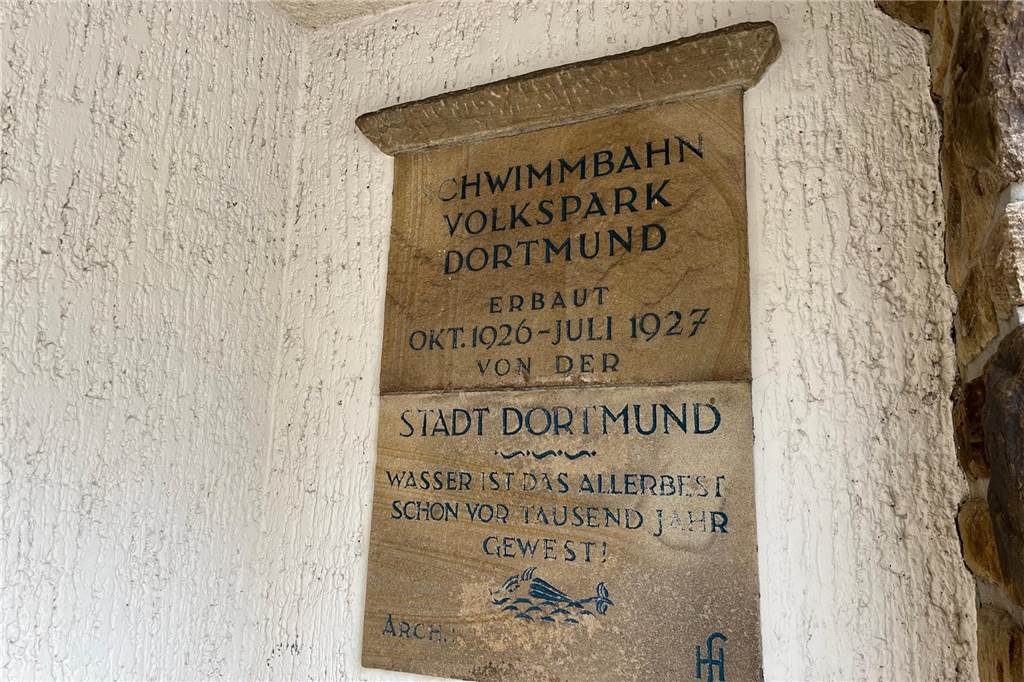 SCHWIMMBAHN
VOLKSPARK
DORTMUND
ERBAUT
OKT. 1926-JULI 1927
VON DER
STADT DORTMUND
WASSER IST DAS ALLERBEST
SCHON VOR TAUSEND JAHR
GEWEST!
ARCH.: